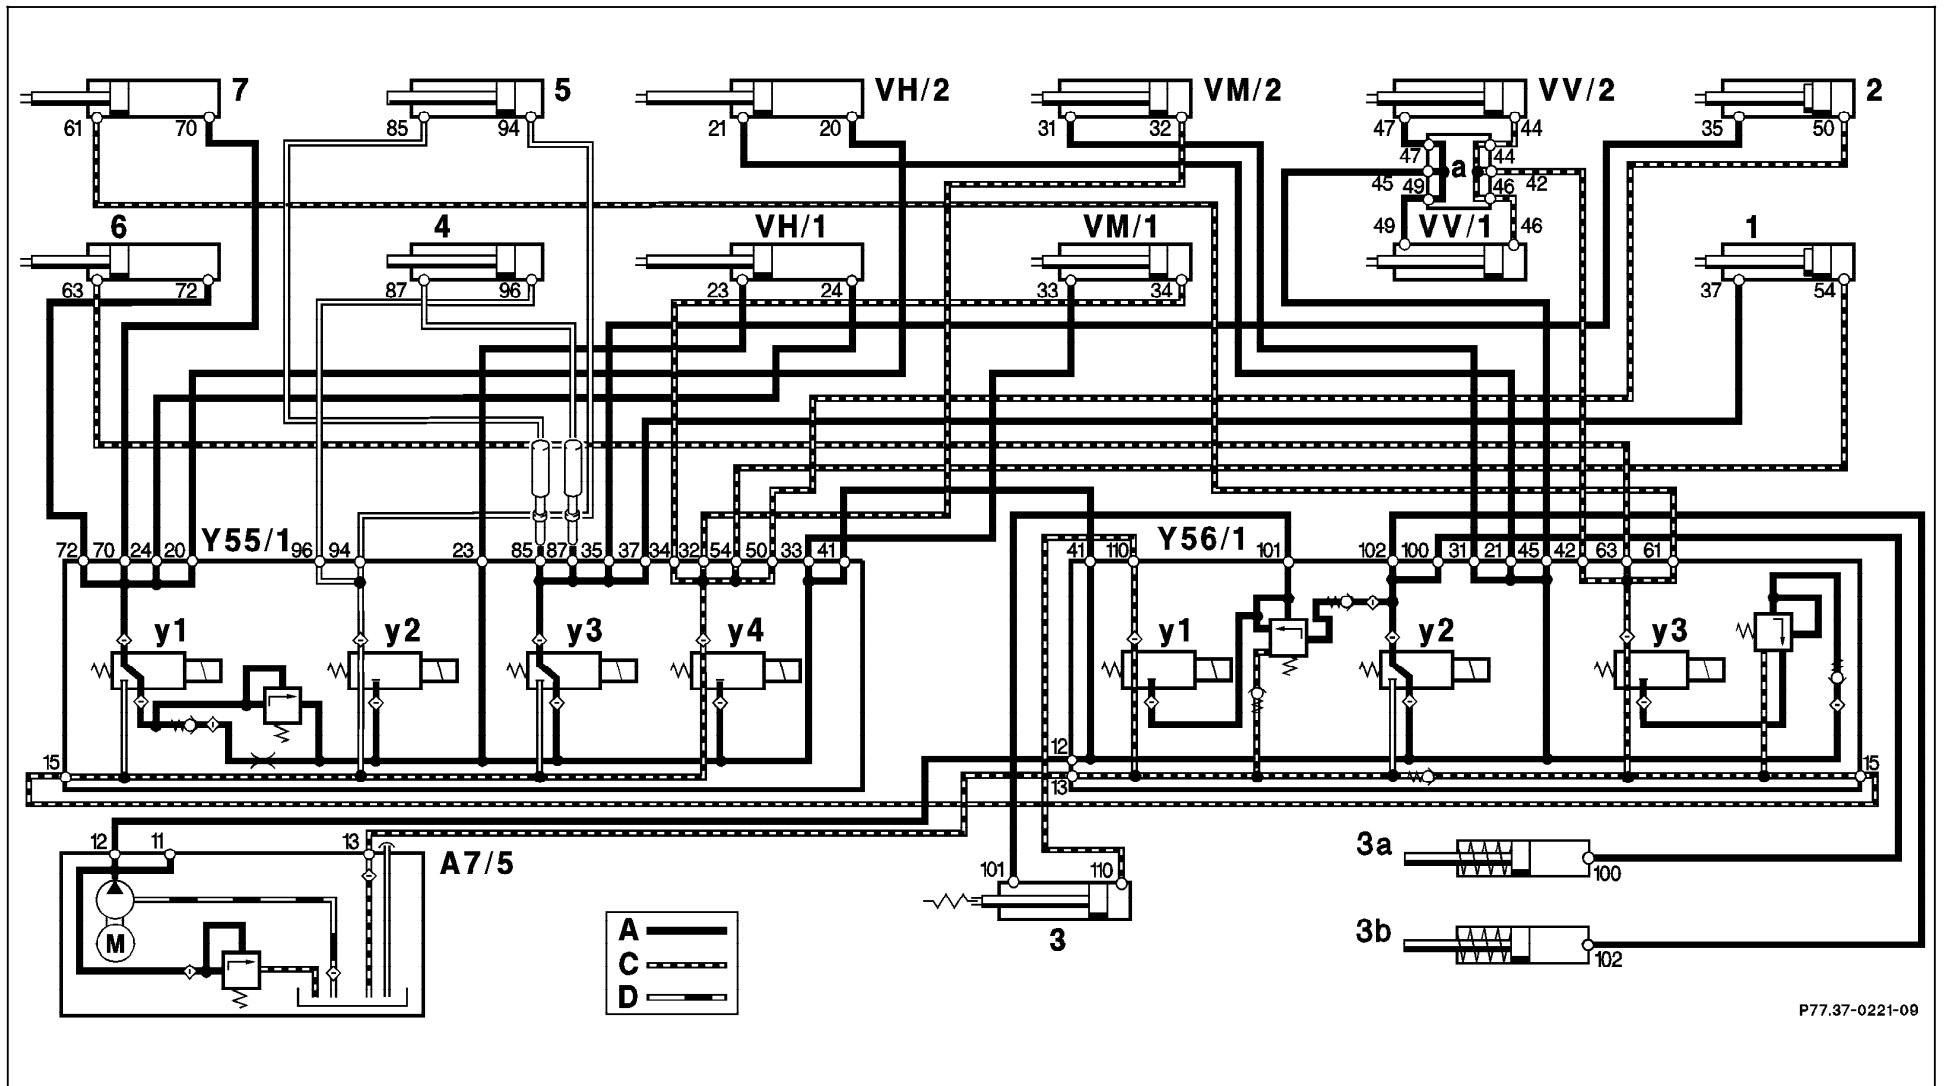 7 5 VH/2 VM/2 VV/2 2
61 70 85 94 21 20 31 32 47 44 35 50
47 a 44
45 49 46 42
6 4 VH/1 VM/1 49 VV/1 46 1
63 72 87 96 23 24 33 34 37 54
Y55/1 Y56/1
72 70 24 20 96 94 23 85 87 35 37 34 32 54 50 33 41 41 110 101 102 100 31 21 45 42 63 61
y1 y2 y3 y4 y1 y2 y3
15 12 15
13
12 11 13 A7/5 3a
101 110 100
M A 3b
C 3 102
D
P77.37-0221-09